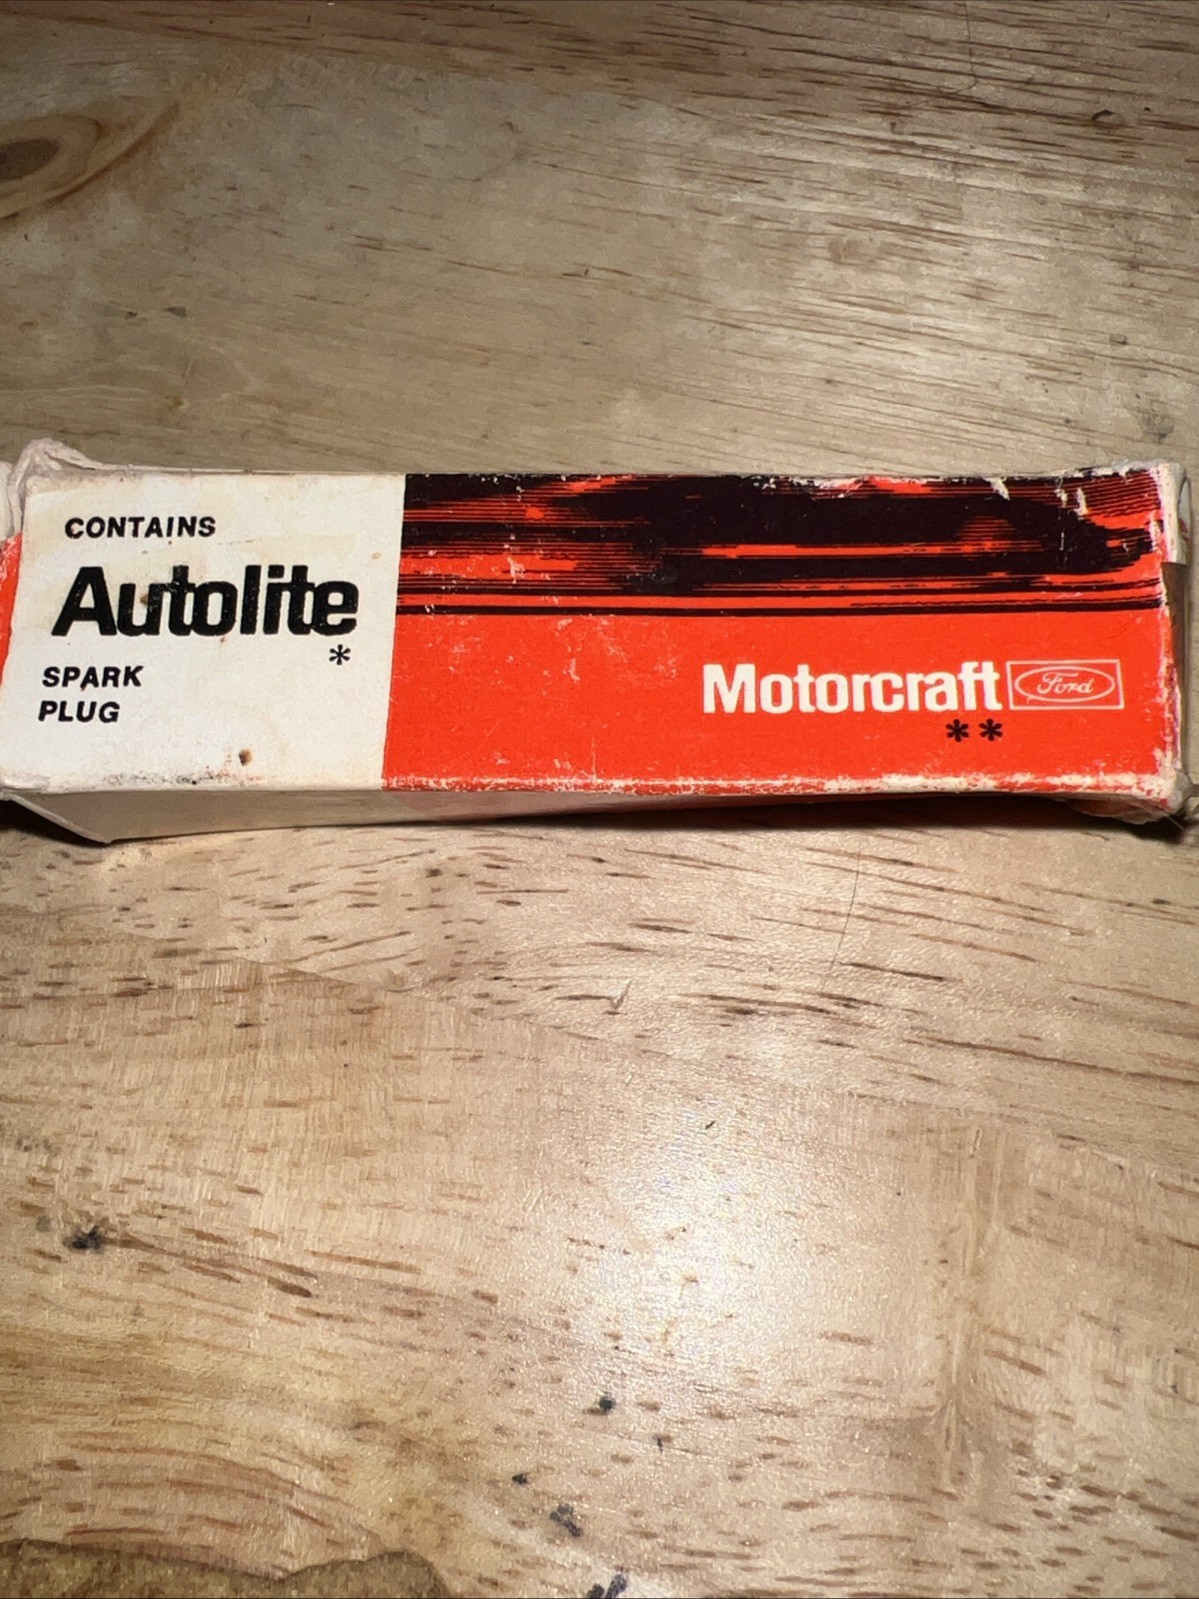 CONTAINS
Autolite
*
SPARK
PLUG
Motorcraft Ford
**